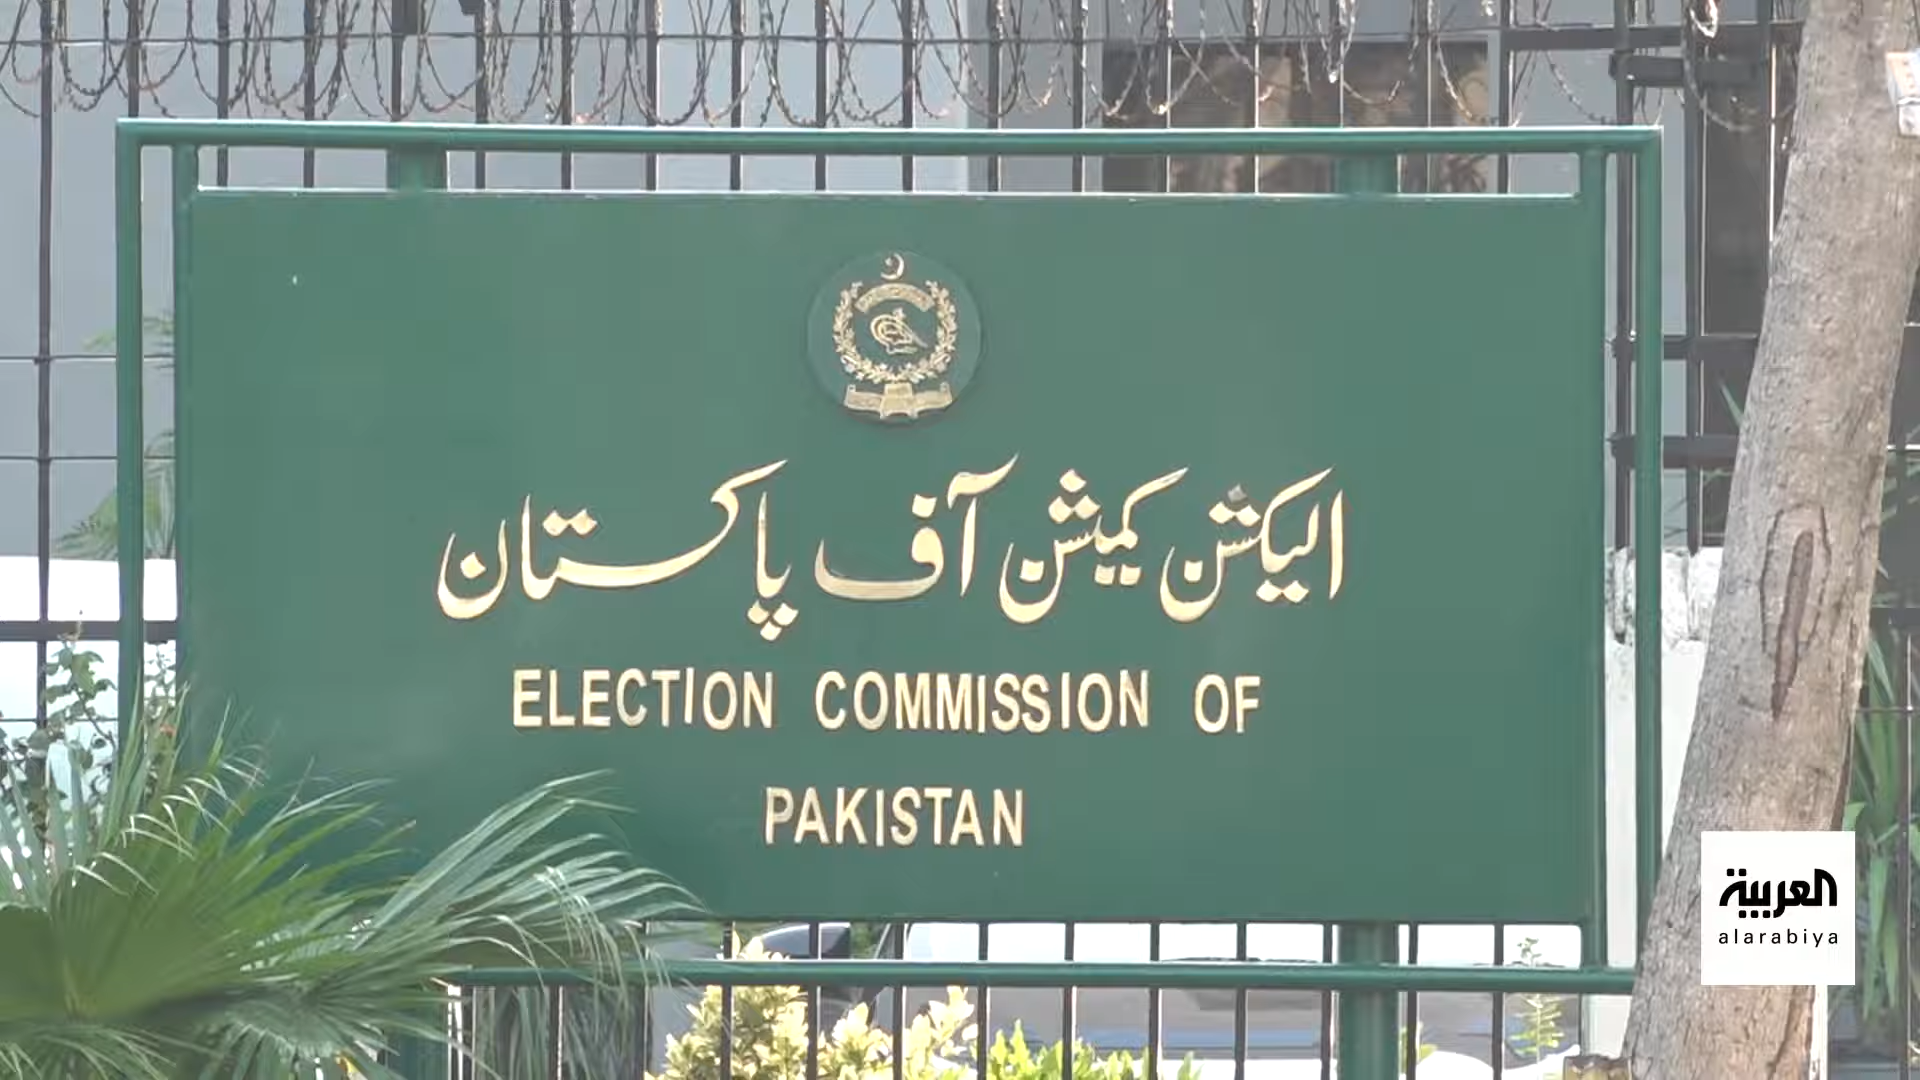 الیکشن کمیشن آف پاکستان
ELECTION COMMISSION OF
PAKISTAN
العربية
alarabiya